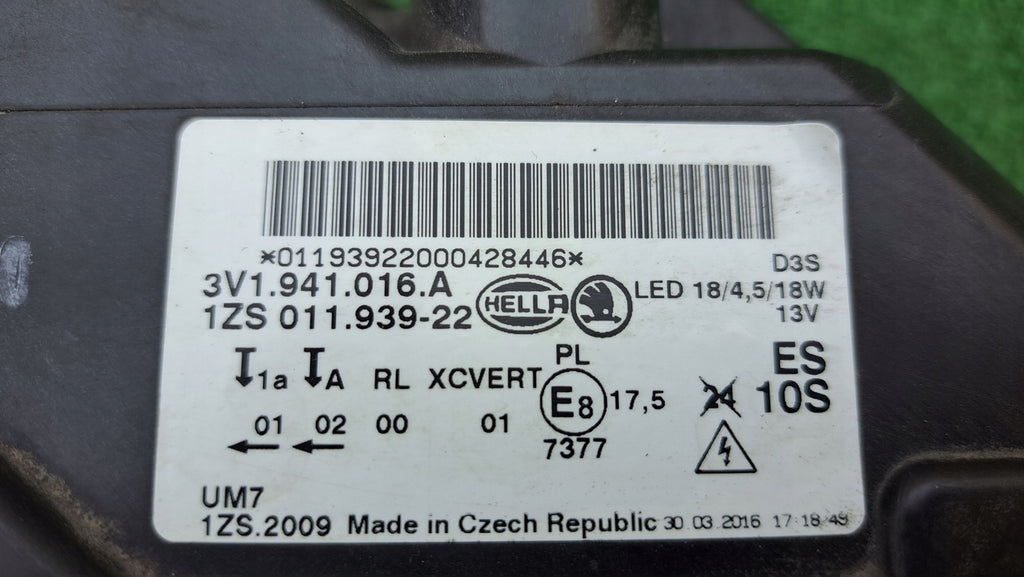 *011939220000428446*
D3S
3V1.941.016.A
HELLA
LED 18/4,5/18W
1ZS 011.939-22
13V
PL
ES
1a A RL XCVERT
E8 17,5 24 10S
01 02 00 01
7377
UM7
1ZS.2009 Made in Czech Republic 30.03.2016 17:18:49